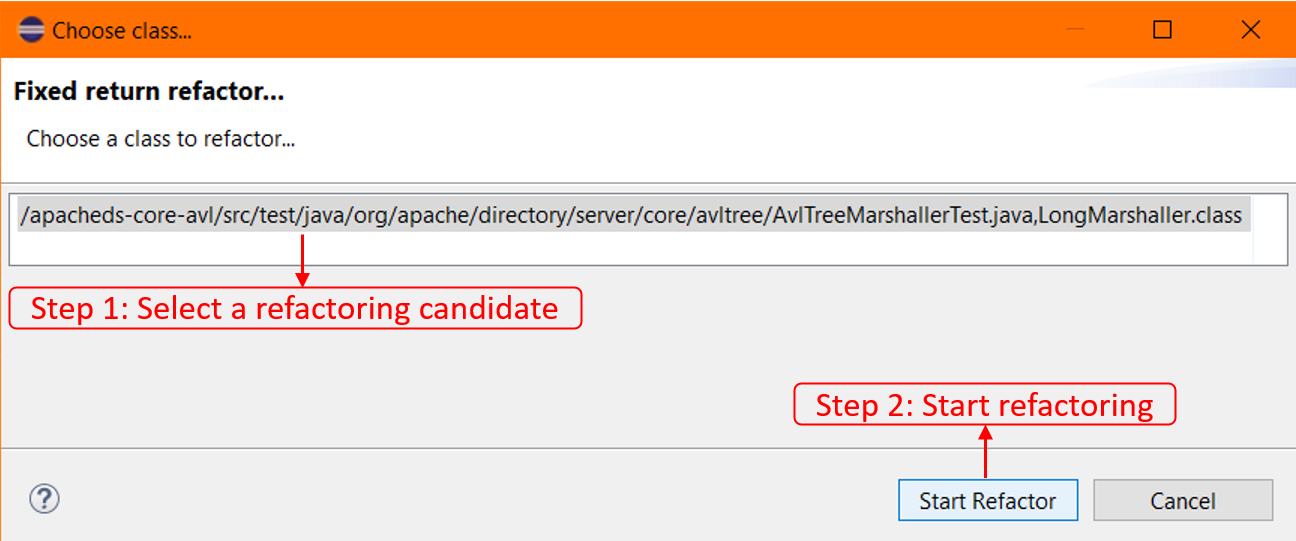 Choose class...
Fixed return refactor...
Choose a class to refactor...
/apacheds-core-avl/src/test/java/org/apache/directory/server/core/avltree/AvlTreeMarshallerTest.java,LongMarshaller.class
Step 1: Select a refactoring candidate
Step 2: Start refactoring
?
Start Refactor
Cancel